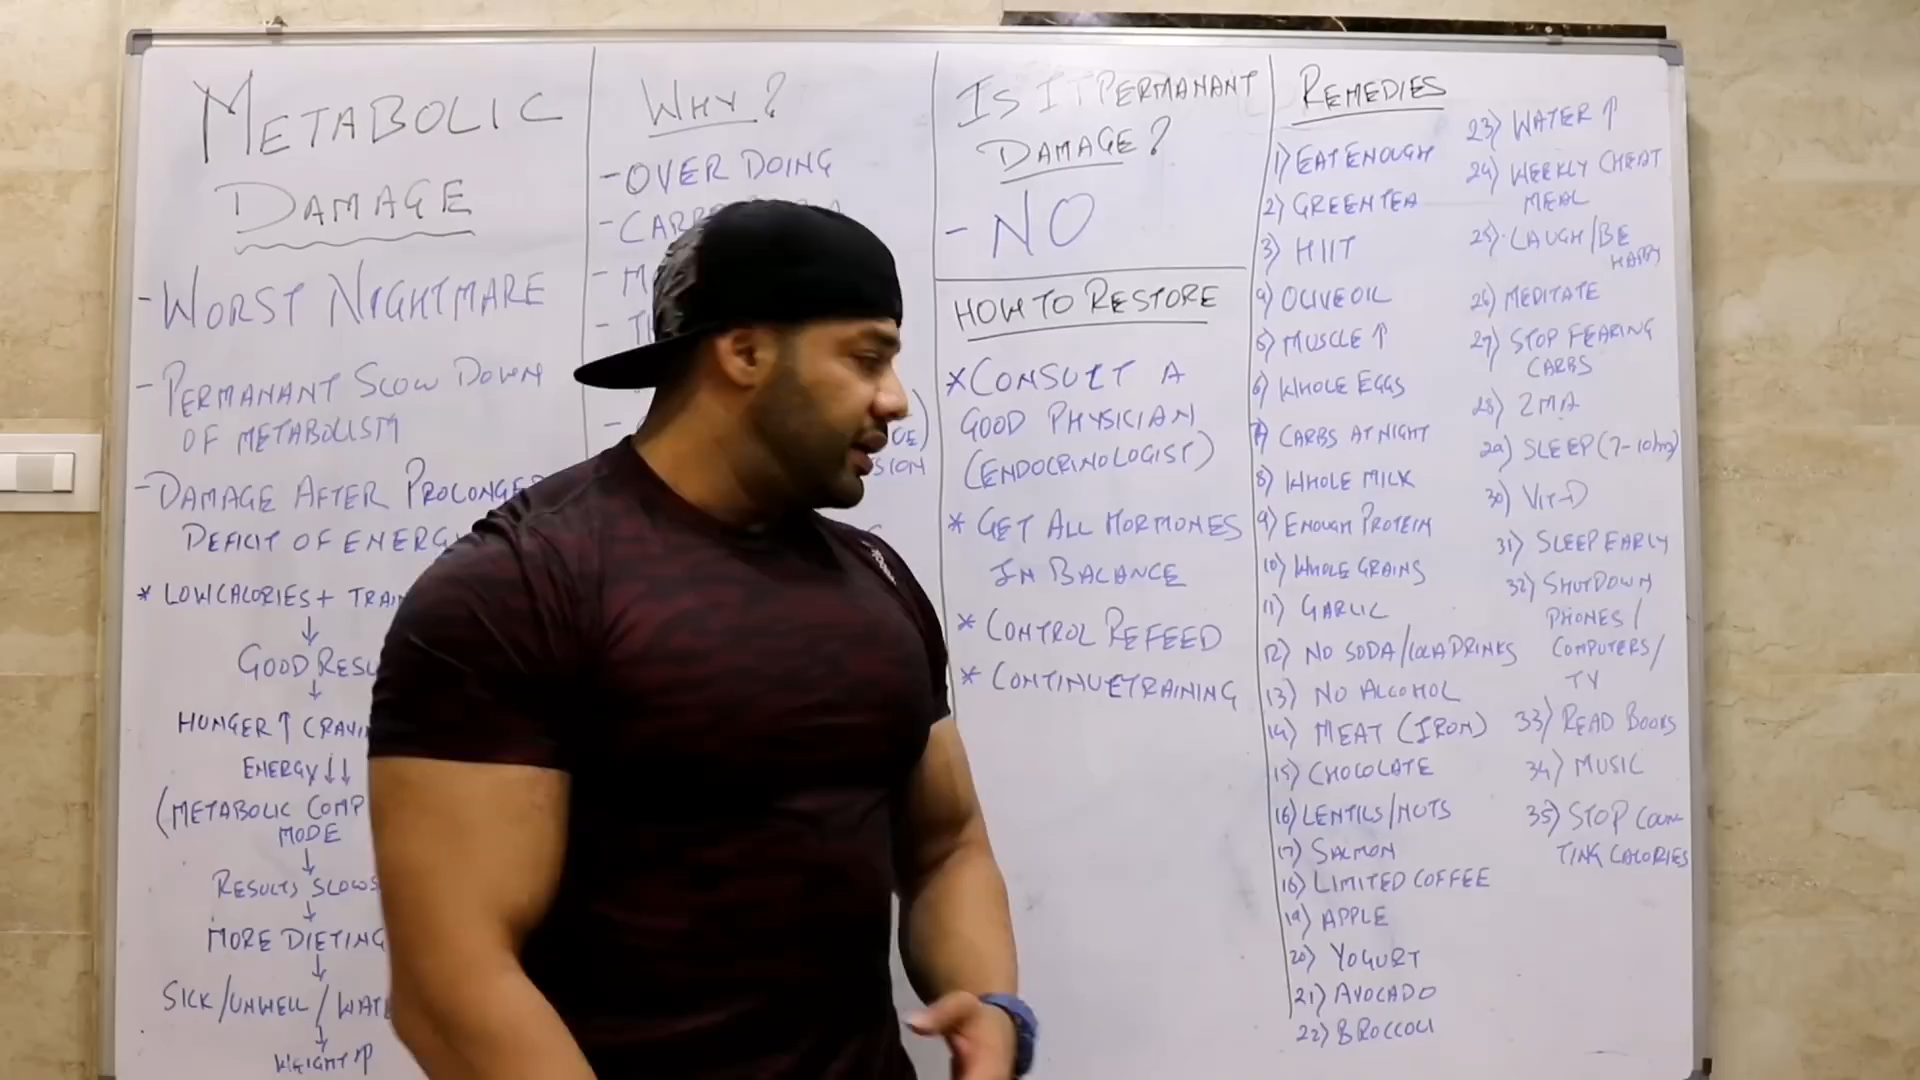 METABOLIC
DAMAGE
- WORST NIGHTMARE
- PERMANANT SLOW DOWN
OF METABOLISM
- DAMAGE AFTER PROLONGE
DEFICIT OF ENERGY
* LOW CALORIES + TRAI
↓
GOOD RESU
↓
HUNGER ↑ CRAVI
ENERGY ↓↓
(METABOLIC COMP
MODE
↓
RESULTS SLOWS
↓
MORE DIETING
↓
SICK/UNWELL/WATE
↓
WEIGHT ↑
WHY?
- OVER DOING
- CARB
IS IT PERMANANT
DAMAGE?
- NO
HOW TO RESTORE
* CONSULT A
GOOD PHYSICIAN
(ENDOCRINOLOGIST)
* GET ALL HORMONES
IN BALANCE
* CONTROL REFEED
* CONTINUE TRAINING
REMEDIES
1) EAT ENOUGH
2) GREEN TEA
3) HIIT
4) OLIVE OIL
5) MUSCLE ↑
6) WHOLE EGGS
7) CARBS AT NIGHT
8) WHOLE MILK
9) ENOUGH PROTEIN
10) WHOLE GRAINS
11) GARLIC
12) NO SODA/COLA DRINKS
13) NO ALCOHOL
14) MEAT (IRON)
15) CHOCOLATE
16) LENTILS/NUTS
17) SALMON
18) LIMITED COFFEE
19) APPLE
20) YOGURT
21) AVOCADO
22) BROCCOLI
23) WATER ↑
24) WEEKLY CHEAT
MEAL
25) LAUGH/BE
HAPPY
26) MEDITATE
27) STOP FEARING
CARBS
28) ZMA
29) SLEEP (7-10hrs)
30) VIT-D
31) SLEEP EARLY
32) SHUTDOWN
PHONES/
COMPUTERS/
TV
33) READ BOOKS
34) MUSIC
35) STOP COUN
TING CALORIES